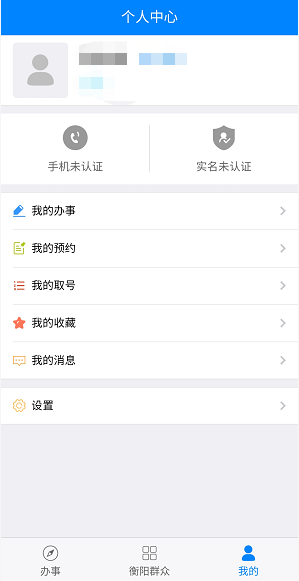 个人中心
手机未认证
实名未认证
我的办事
我的预约
我的取号
我的收藏
我的消息
设置
办事
衡阳群众
我的